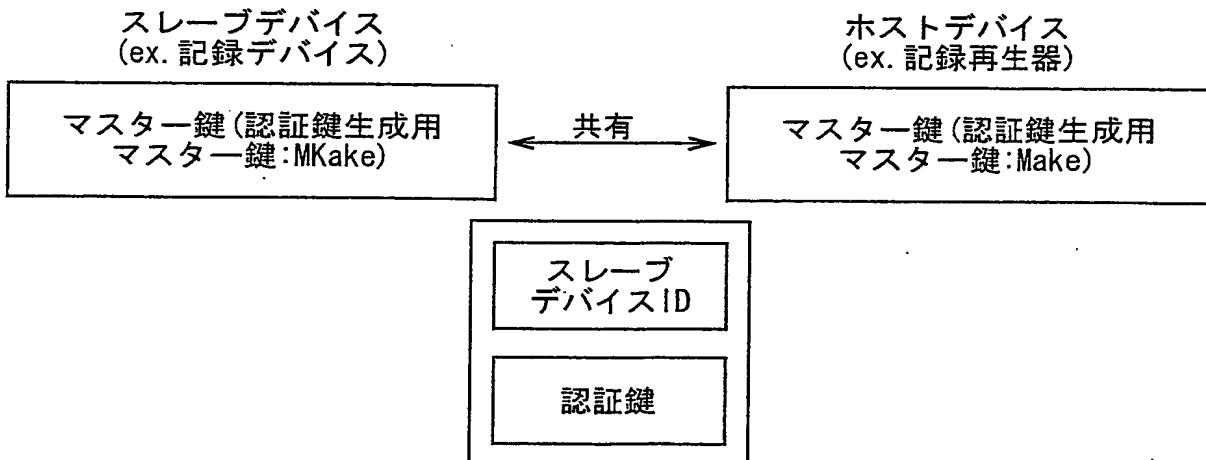 スレーブデバイス
(ex. 記録デバイス)
マスター鍵(認証鍵生成用
マスター鍵:MKake)
共有
ホストデバイス
(ex. 記録再生器)
マスター鍵(認証鍵生成用
マスター鍵:Make)
スレーブ
デバイスID
認証鍵